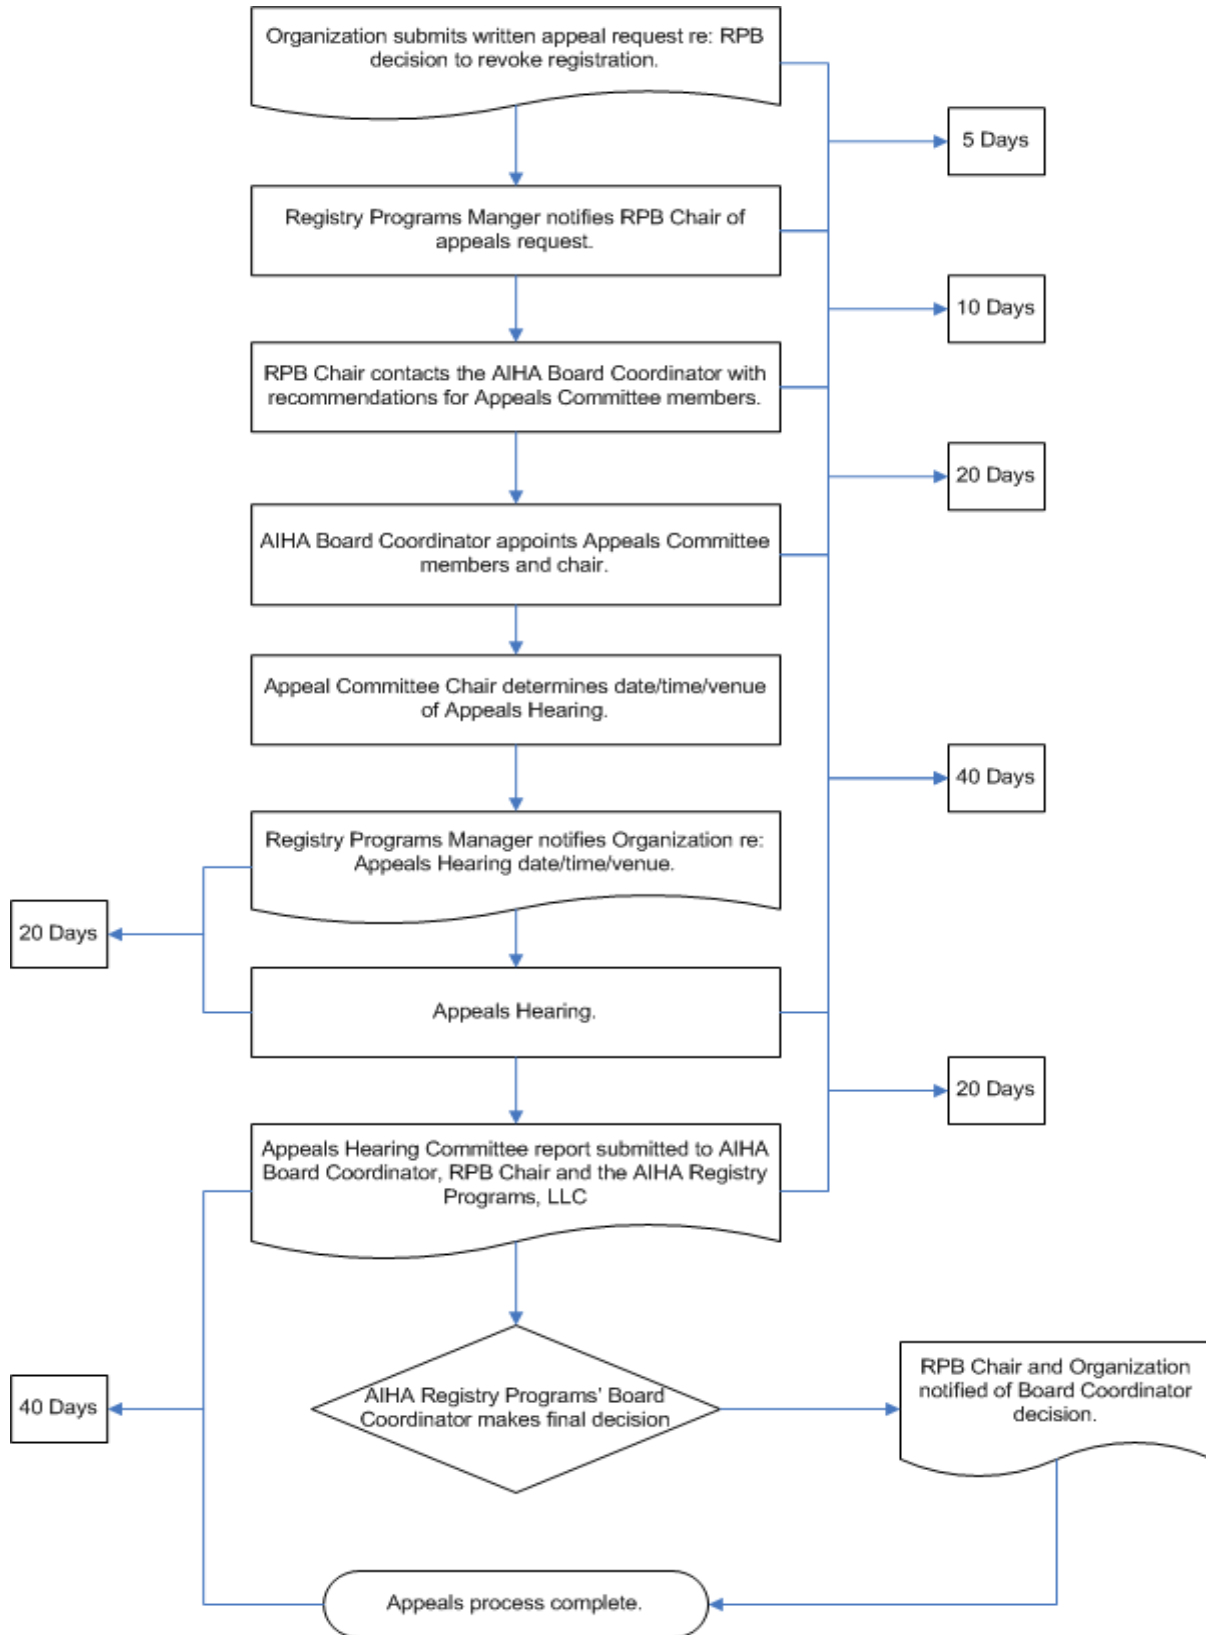 Organization submits written appeal request re: RPB
decision to revoke registration.
5 Days
Registry Programs Manger notifies RPB Chair of
appeals request.
10 Days
RPB Chair contacts the AIHA Board Coordinator with
recommendations for Appeals Committee members.
20 Days
AIHA Board Coordinator appoints Appeals Committee
members and chair.
Appeal Committee Chair determines date/time/venue
of Appeals Hearing.
40 Days
Registry Programs Manager notifies Organization re:
Appeals Hearing date/time/venue.
20 Days
Appeals Hearing.
20 Days
Appeals Hearing Committee report submitted to AIHA
Board Coordinator, RPB Chair and the AIHA Registry
Programs, LLC
40 Days
AIHA Registry Programs' Board
Coordinator makes final decision
RPB Chair and Organization
notified of Board Coordinator
decision.
Appeals process complete.